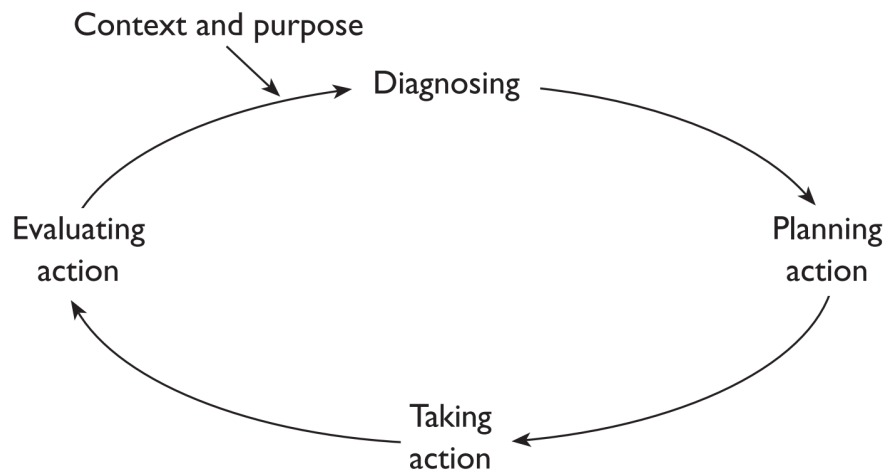 Context and purpose
Diagnosing
Evaluating
action
Planning
action
Taking
action